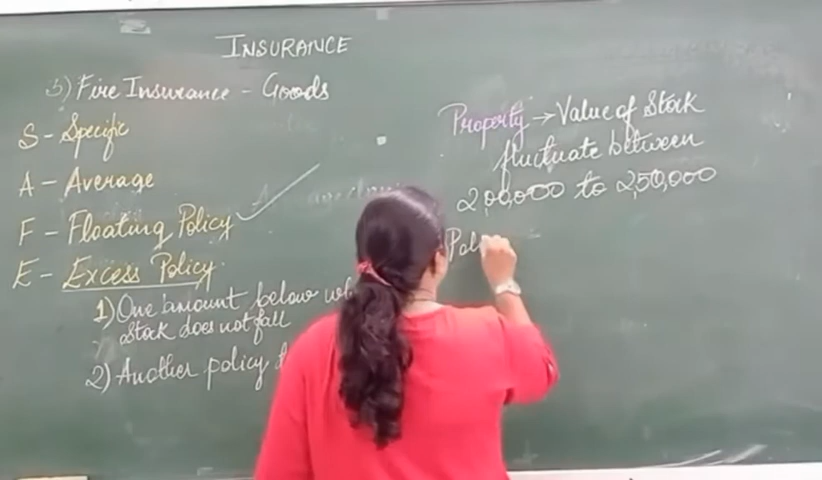 INSURANCE
3) Fire Insurance - Goods
S - Specific
A - Average
F - Floating Policy
E - Excess Policy
1) One amount below
Stock does not fall
2) Another policy
Property → Value of Stock
fluctuate between
2,00,000 to 2,50,000